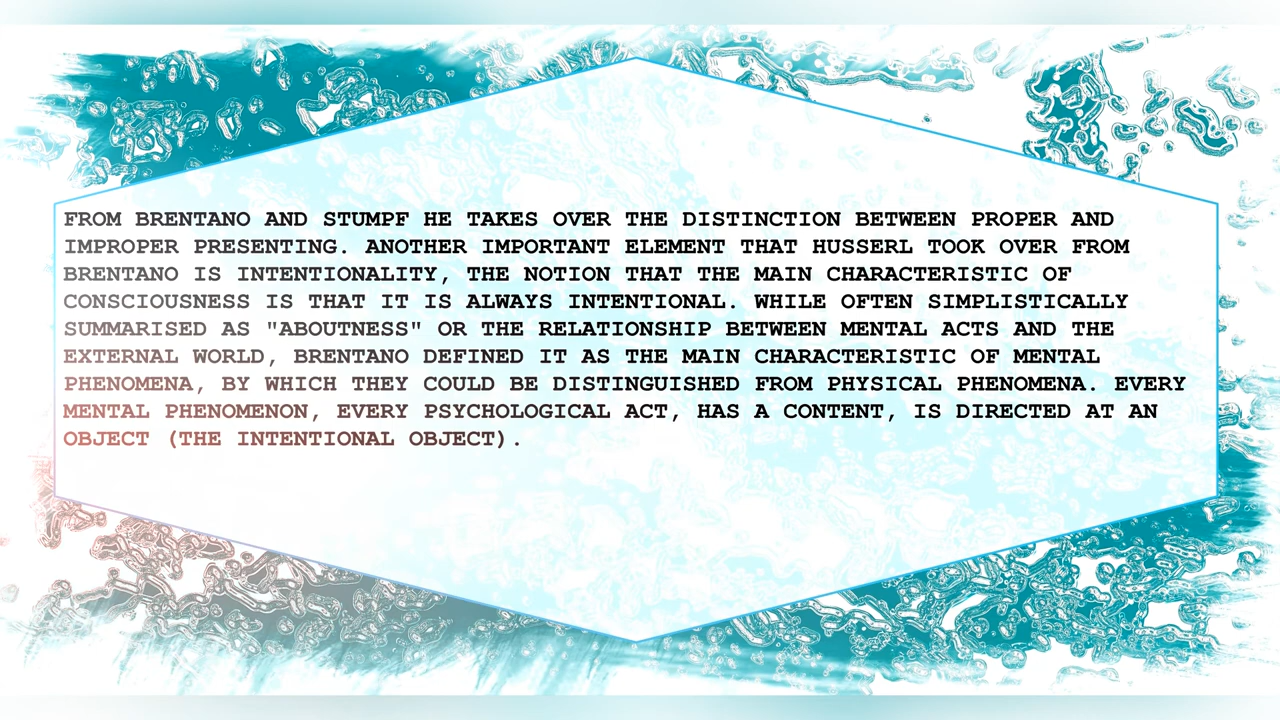 FROM BRENTANO AND STUMPF HE TAKES OVER THE DISTINCTION BETWEEN PROPER AND
IMPROPER PRESENTING. ANOTHER IMPORTANT ELEMENT THAT HUSSERL TOOK OVER FROM
BRENTANO IS INTENTIONALITY, THE NOTION THAT THE MAIN CHARACTERISTIC OF
CONSCIOUSNESS IS THAT IT IS ALWAYS INTENTIONAL. WHILE OFTEN SIMPLISTICALLY
SUMMARISED AS "ABOUTNESS" OR THE RELATIONSHIP BETWEEN MENTAL ACTS AND THE
EXTERNAL WORLD, BRENTANO DEFINED IT AS THE MAIN CHARACTERISTIC OF MENTAL
PHENOMENA, BY WHICH THEY COULD BE DISTINGUISHED FROM PHYSICAL PHENOMENA. EVERY
MENTAL PHENOMENON, EVERY PSYCHOLOGICAL ACT, HAS A CONTENT, IS DIRECTED AT AN
OBJECT (THE INTENTIONAL OBJECT).